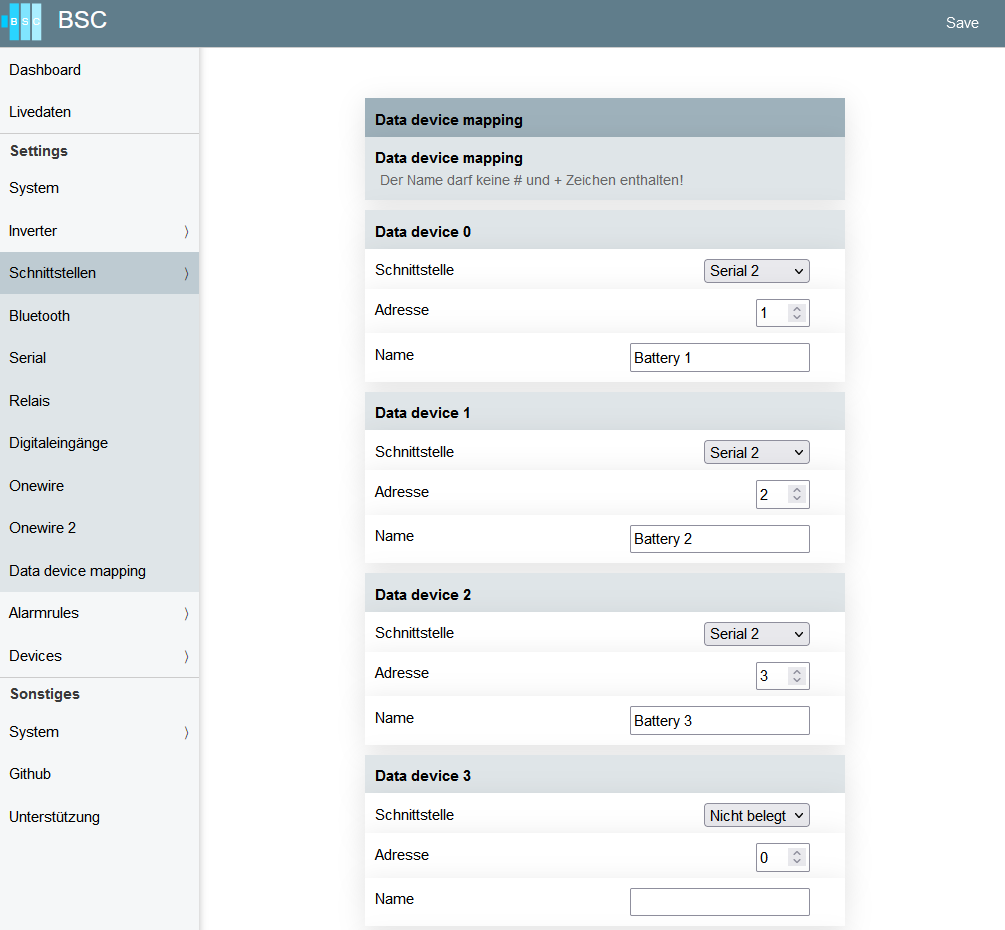 BSC
BSC
Save
Dashboard
Livedaten
Settings
System
Inverter
Schnittstellen
Bluetooth
Serial
Relais
Digitaleingänge
Onewire
Onewire 2
Data device mapping
Alarmrules
Devices
Sonstiges
System
Github
Unterstützung
Data device mapping
Data device mapping
Der Name darf keine # und + Zeichen enthalten!
Data device 0
Schnittstelle Serial 2
Adresse 1
Name Battery 1
Data device 1
Schnittstelle Serial 2
Adresse 2
Name Battery 2
Data device 2
Schnittstelle Serial 2
Adresse 3
Name Battery 3
Data device 3
Schnittstelle Nicht belegt
Adresse 0
Name